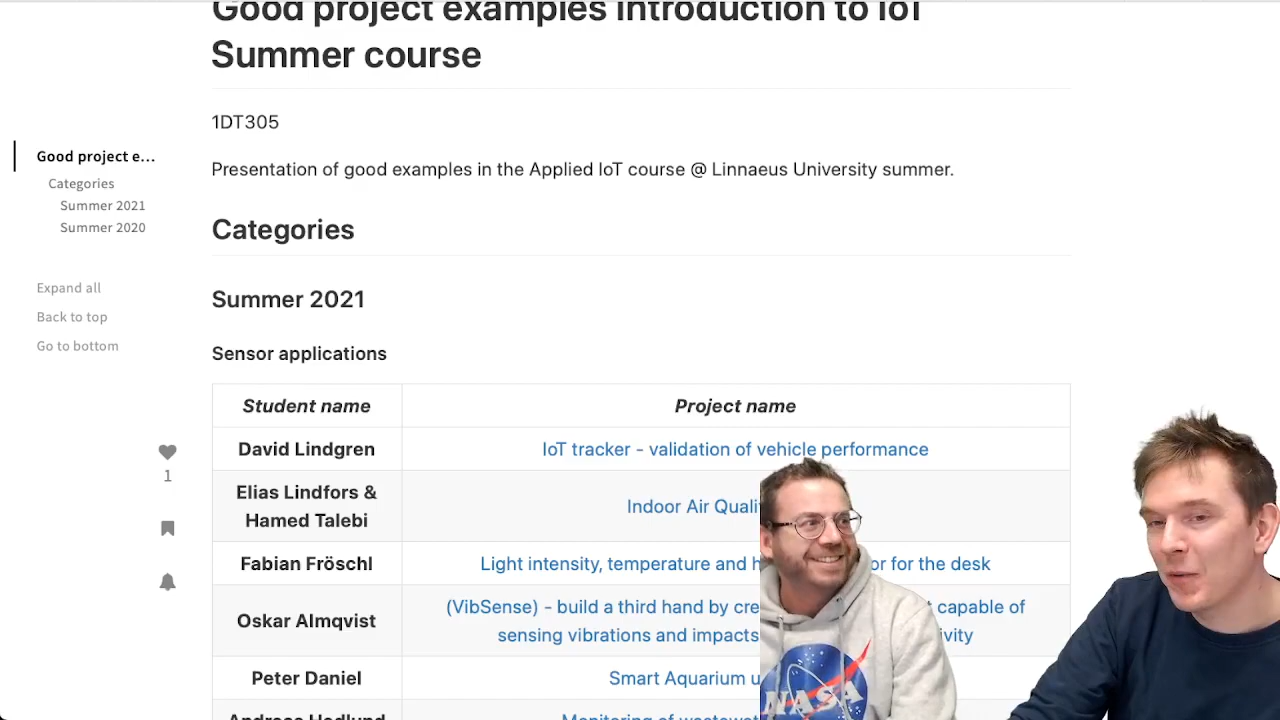 Good project examples Introduction to IoT
Summer course
1DT305
Good project e...
Presentation of good examples in the Applied IoT course @ Linnaeus University summer.
Categories
Summer 2021
Summer 2020
Categories
Expand all
Summer 2021
Back to top
Go to bottom
Sensor applications
Student name Project name
David Lindgren IoT tracker - validation of vehicle performance
1
Elias Lindfors &
Hamed Talebi
Indoor Air
Fabian Fröschl Light intensity, temperature and for the desk
Oskar Almqvist
(VibSense) - build a third hand by capable of
sensing vibrations and impacts
Peter Daniel Smart Aquarium
Andreas Hedlund Monitoring of
NASA